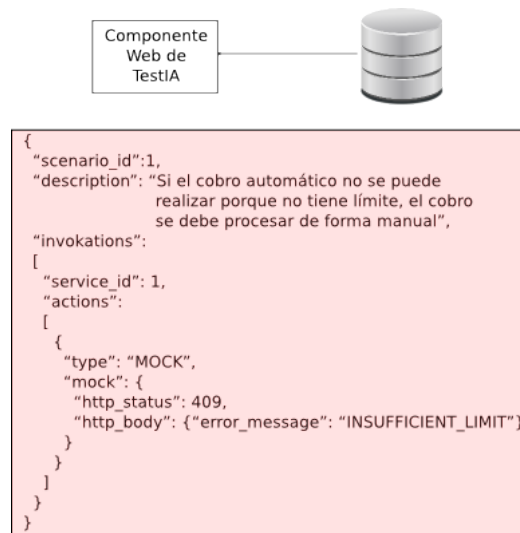 Componente
Web de
TestIA
{
"scenario_id":1,
"description": “Si el cobro automático no se puede
realizar porque no tiene límite, el cobro
se debe procesar de forma manual”,
“invokations”:
[
“service_id”: 1,
“actions”:
[
{
“type”: “MOCK”,
“mock”: {
“http_status”: 409,
“http_body”: {“error_message”: “INSUFFICIENT_LIMIT”}
}
}
]
}
}